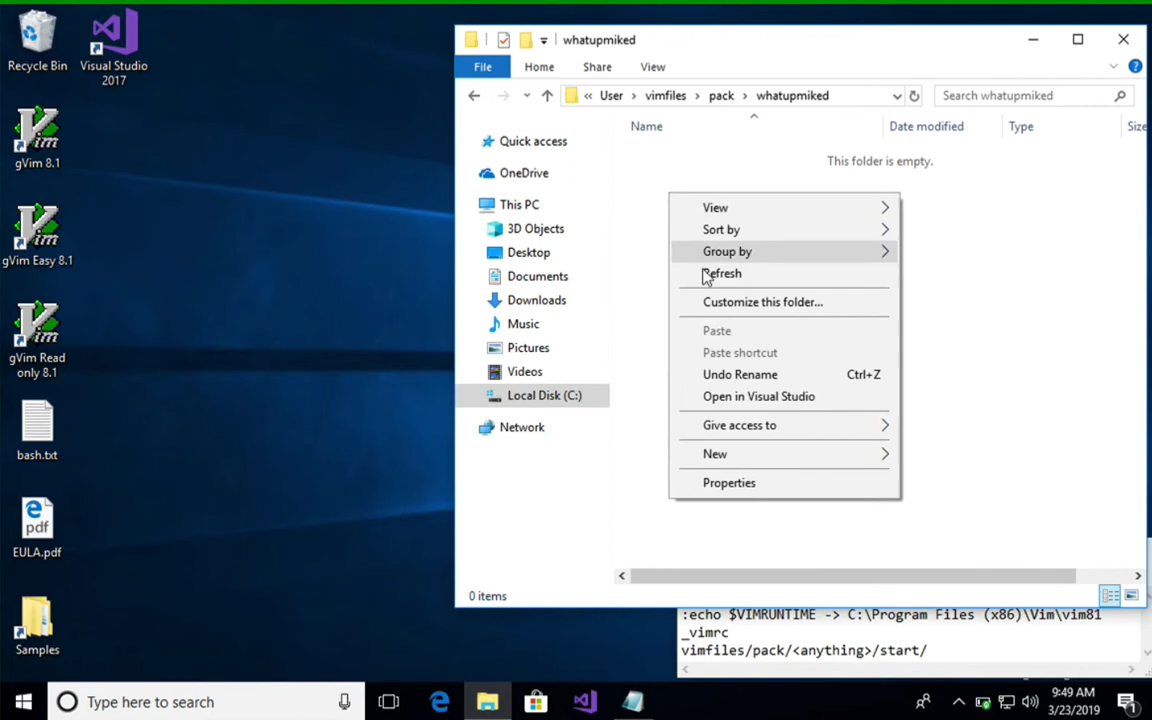 Recycle Bin
Visual Studio
2017
gVim 8.1
gVim Easy 8.1
gVim Read
only 8.1
bash.txt
pdf
EULA.pdf
Samples
whatupmiked
File
Home
Share
View
?
« User > vimfiles > pack > whatupmiked
Search whatupmiked
Name
Date modified
Type
Size
This folder is empty.
Quick access
OneDrive
This PC
3D Objects
Desktop
Documents
Downloads
Music
Pictures
Videos
Local Disk (C:)
Network
View
Sort by
Group by
Refresh
Customize this folder...
Paste
Paste shortcut
Undo Rename Ctrl+Z
Open in Visual Studio
Give access to
New
Properties
0 items
:echo $VIMRUNTIME -> C:\Program Files (x86)\Vim\vim81
_vimrc
vimfiles/pack/<anything>/start/
Type here to search
9:49 AM
3/23/2019
1